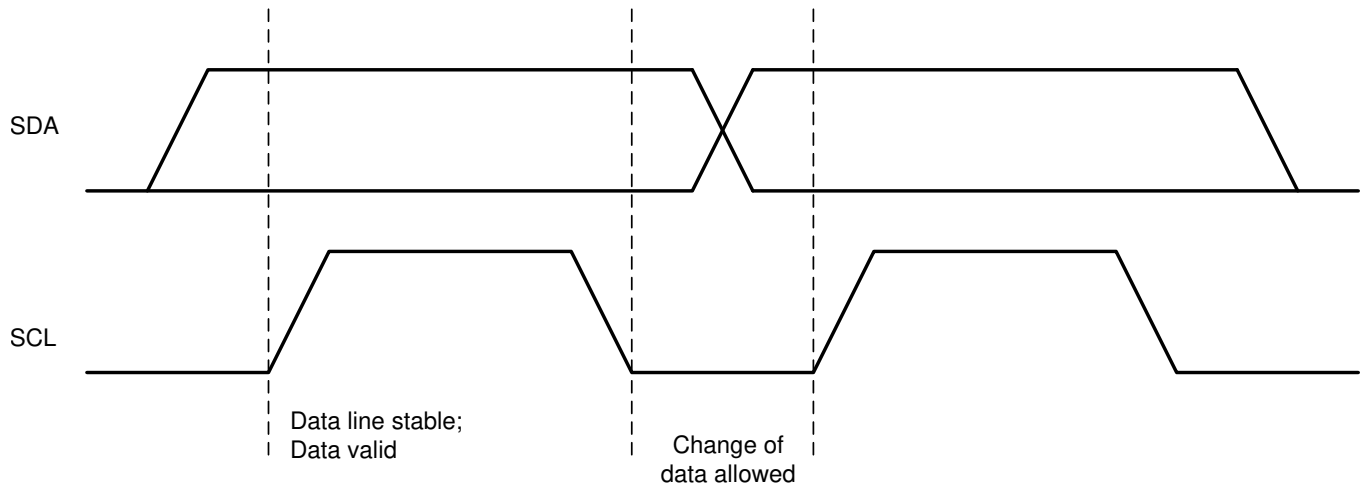 SDA
SCL
Data line stable;
Data valid
Change of
data allowed